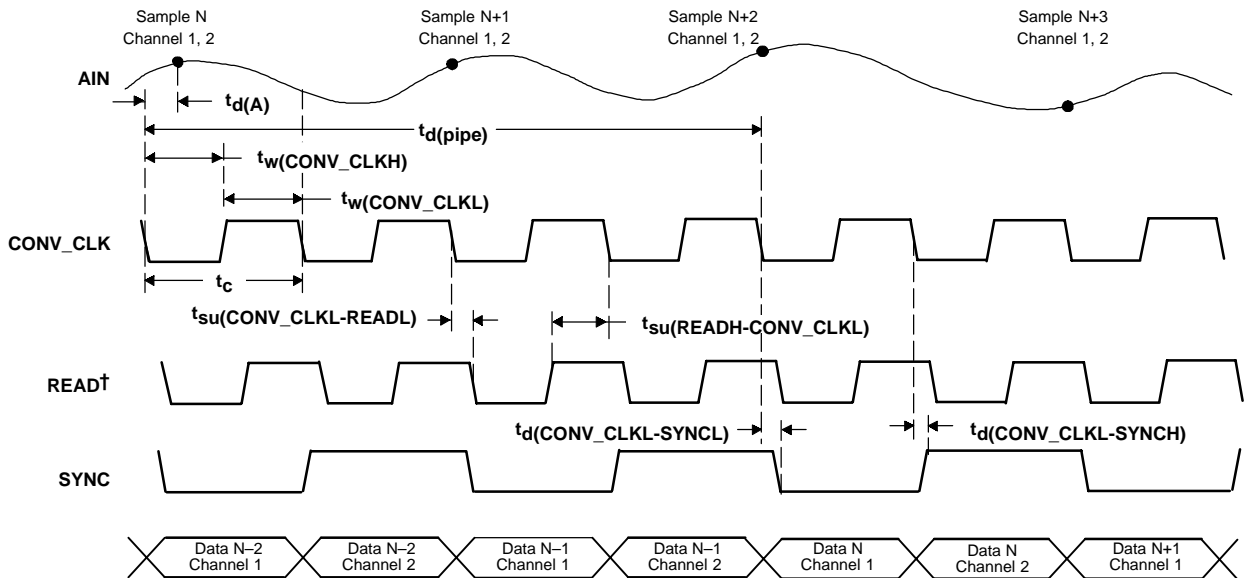 Sample N
Channel 1, 2
Sample N+1
Channel 1, 2
Sample N+2
Channel 1, 2
Sample N+3
Channel 1, 2
AIN
td(A)
td(pipe)
tw(CONV_CLKH)
tw(CONV_CLKL)
CONV_CLK
tc
tsu(CONV_CLKL-READL)
tsu(READH-CONV_CLKL)
READ†
td(CONV_CLKL-SYNCL)
td(CONV_CLKL-SYNCH)
SYNC
Data N–2
Channel 1
Data N–2
Channel 2
Data N–1
Channel 1
Data N–1
Channel 2
Data N
Channel 1
Data N
Channel 2
Data N+1
Channel 1